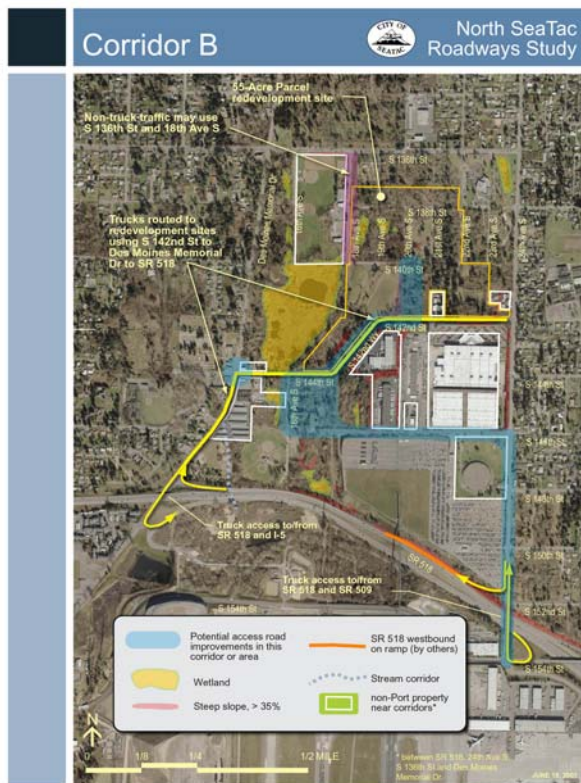 Corridor B
CITY OF
SEATAC
North SeaTac
Roadways Study
55-Acre Parcel
redevelopment site
Non-truck-traffic may use
S 136th St and 18th Ave S
S 136th St
Des Moines Memorial Dr
16th Ave S
S 138th St
Trucks routed to
redevelopment sites
using S 142nd St to
Des Moines Memorial
Dr to SR 518
S 140th St
24th Ave S
S 142nd St
S 144th St
S 144th St
16th Ave S
S 146th St
S 148th St
Truck access to/from
SR 518 and I-5
SR 518
S 150th St
Truck access to/from
SR 518 and SR 509
S 152nd St
S 154th St
S 154th St
Potential access road
improvements in this
corridor or area
Wetland
Steep slope, > 35%
SR 518 westbound
on ramp (by others)
Stream corridor
non-Port property
near corridors*
N
0
1/8
1/4
1/2 MILE
* between SR 518, 24th Ave S,
S 136th St and Des Moines
Memorial Dr.